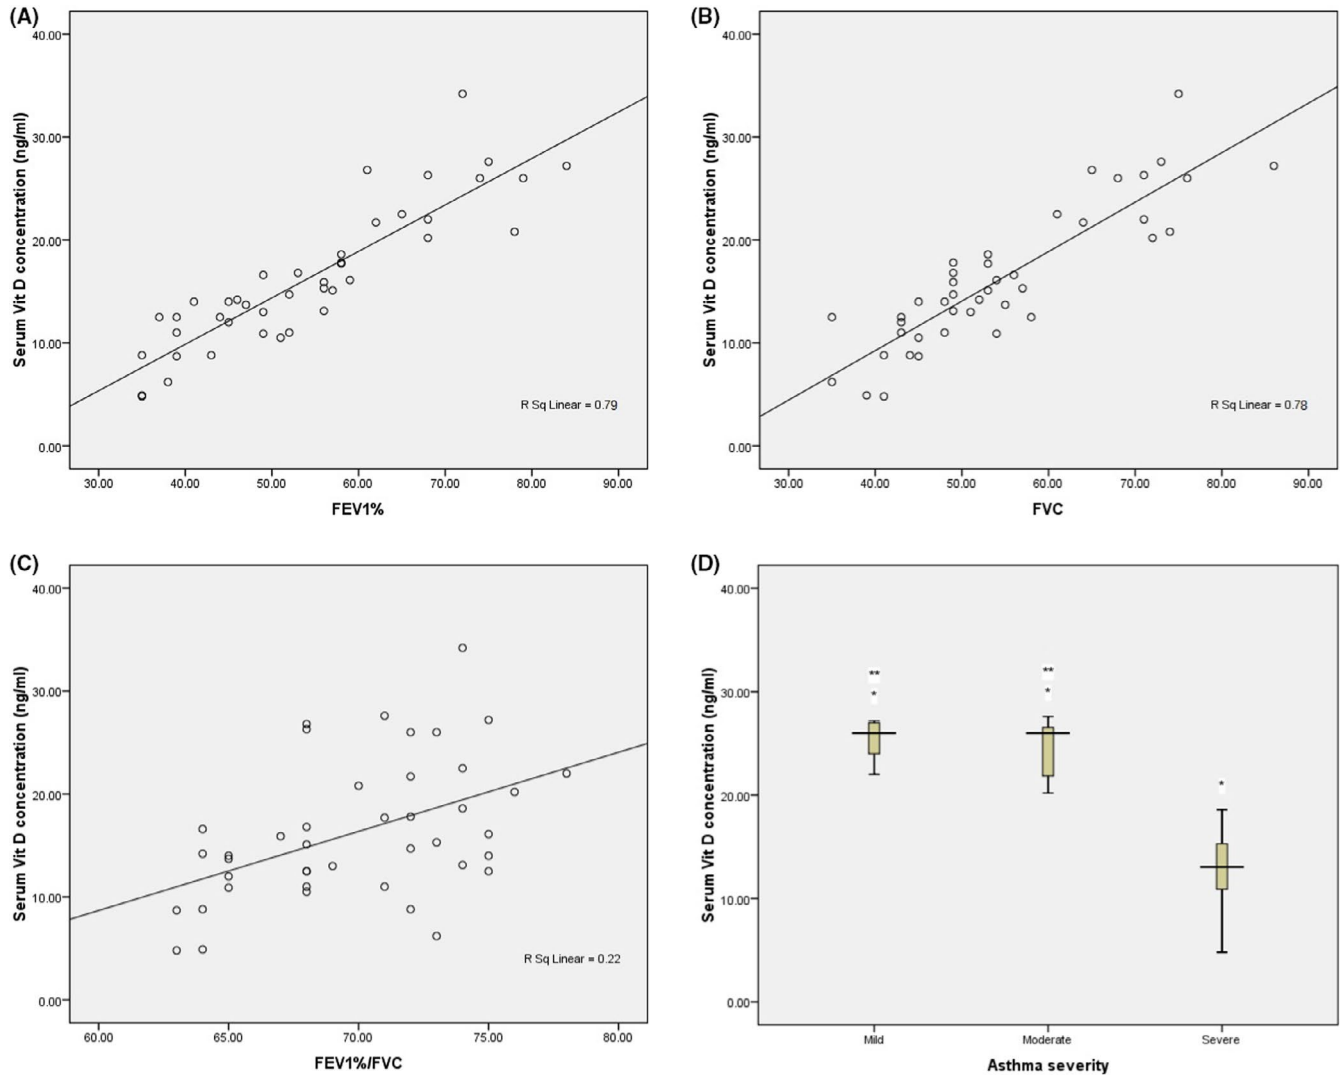 (A)
40.00
30.00
20.00
10.00
0.00
Serum Vit D concentration (ng/ml)
R Sq Linear = 0.79
30.00 40.00 50.00 60.00 70.00 80.00 90.00
FEV1%
(B)
40.00
30.00
20.00
10.00
0.00
Serum Vit D concentration (ng/ml)
R Sq Linear = 0.78
30.00 40.00 50.00 60.00 70.00 80.00 90.00
FVC
(C)
40.00
30.00
20.00
10.00
0.00
Serum Vit D concentration (ng/ml)
R Sq Linear = 0.22
60.00 65.00 70.00 75.00 80.00
FEV1%/FVC
(D)
40.00
30.00
20.00
10.00
0.00
Serum Vit D concentration (ng/ml)
** **
* *
*
Mild Moderate Severe
Asthma severity